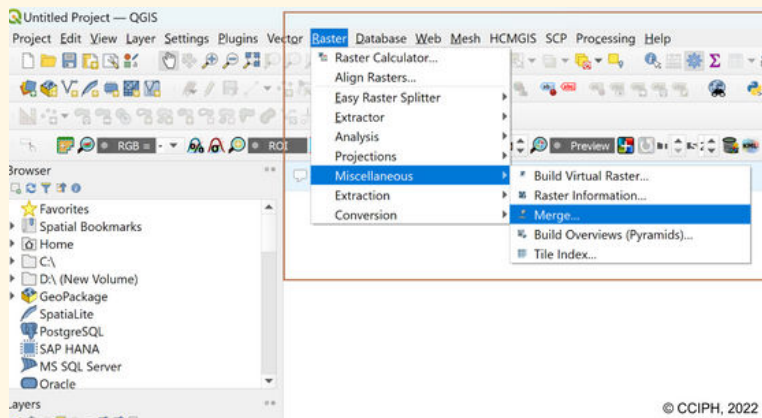 Untitled Project — QGIS
Project Edit View Layer Settings Plugins Vector Raster Database Web Mesh HCMGIS SCP Processing Help
Raster Calculator...
Align Rasters...
Easy Raster Splitter
Extractor
Analysis
Projections
Miscellaneous
Extraction
Conversion
Build Virtual Raster...
Raster Information...
Merge...
Build Overviews (Pyramids)...
Tile Index...
RGB = -
ROI
Preview
Browser
Favorites
Spatial Bookmarks
Home
C:\
D:\ (New Volume)
GeoPackage
SpatiaLite
PostgreSQL
SAP HANA
MS SQL Server
Oracle
Layers
© CCIPH, 2022